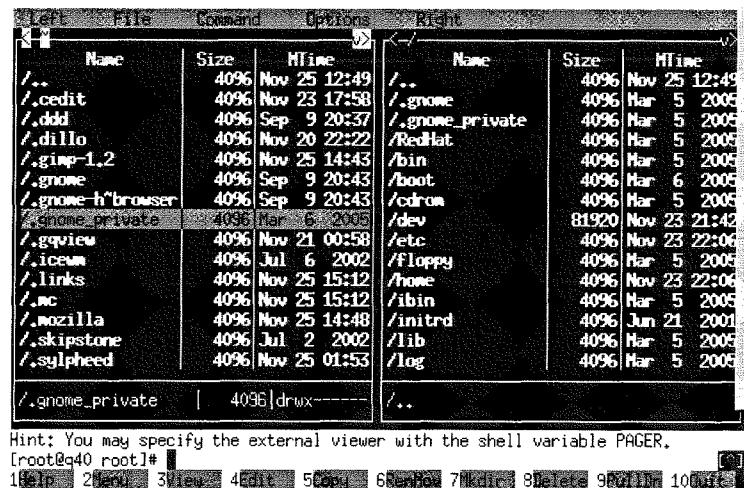 Left File Command Options Right
<-~ v> <-/ v>
Name Size MTime Name Size MTime
/.. 4096 Nov 25 12:49 /.. 4096 Nov 25 12:49
/.cedit 4096 Nov 23 17:58 /.gnome 4096 Mar 5 2005
/.ddd 4096 Sep 9 20:37 /.gnome_private 4096 Mar 5 2005
/.dillo 4096 Nov 20 22:22 /RedHat 4096 Mar 5 2005
/.gimp-1.2 4096 Nov 25 14:43 /bin 4096 Mar 5 2005
/.gnome 4096 Sep 9 20:43 /boot 4096 Mar 6 2005
/.gnome-h~browser 4096 Sep 9 20:43 /cdrom 4096 Mar 5 2005
/.gnome_private 4096 Mar 6 2005 /dev 81920 Nov 23 21:42
/.gqview 4096 Nov 21 00:58 /etc 4096 Nov 23 22:06
/.icewm 4096 Jul 6 2002 /floppy 4096 Mar 5 2005
/.links 4096 Nov 25 15:12 /home 4096 Nov 23 22:06
/.mc 4096 Nov 25 15:12 /ibin 4096 Mar 5 2005
/.mozilla 4096 Nov 25 14:48 /initrd 4096 Jun 21 2001
/.skipstone 4096 Jul 2 2002 /lib 4096 Mar 5 2005
/.sylpheed 4096 Nov 25 01:53 /log 4096 Mar 5 2005
/.gnome_private 4096 drwx------ /..
Hint: You may specify the external viewer with the shell variable PAGER.
[root@q40 root]# [^]
1Help 2Menu 3View 4Edit 5Copy 6RenMov 7Mkdir 8Delete 9PullDn 10Quit